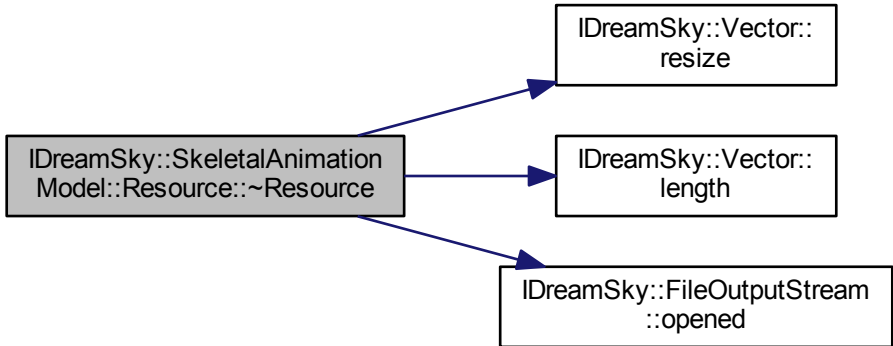 IDreamSky::SkeletalAnimation
Model::Resource::~Resource
IDreamSky::Vector::
resize
IDreamSky::Vector::
length
IDreamSky::FileOutputStream
::opened